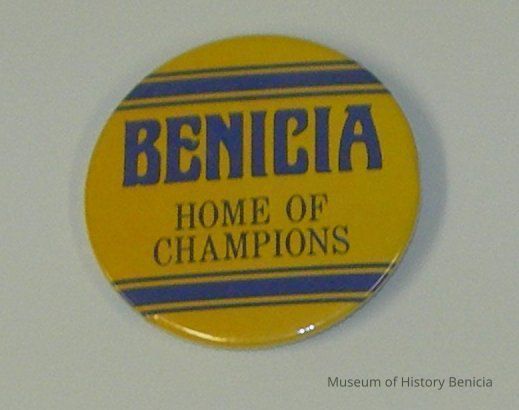 BENICIA
HOME OF
CHAMPIONS
Museum of History Benicia